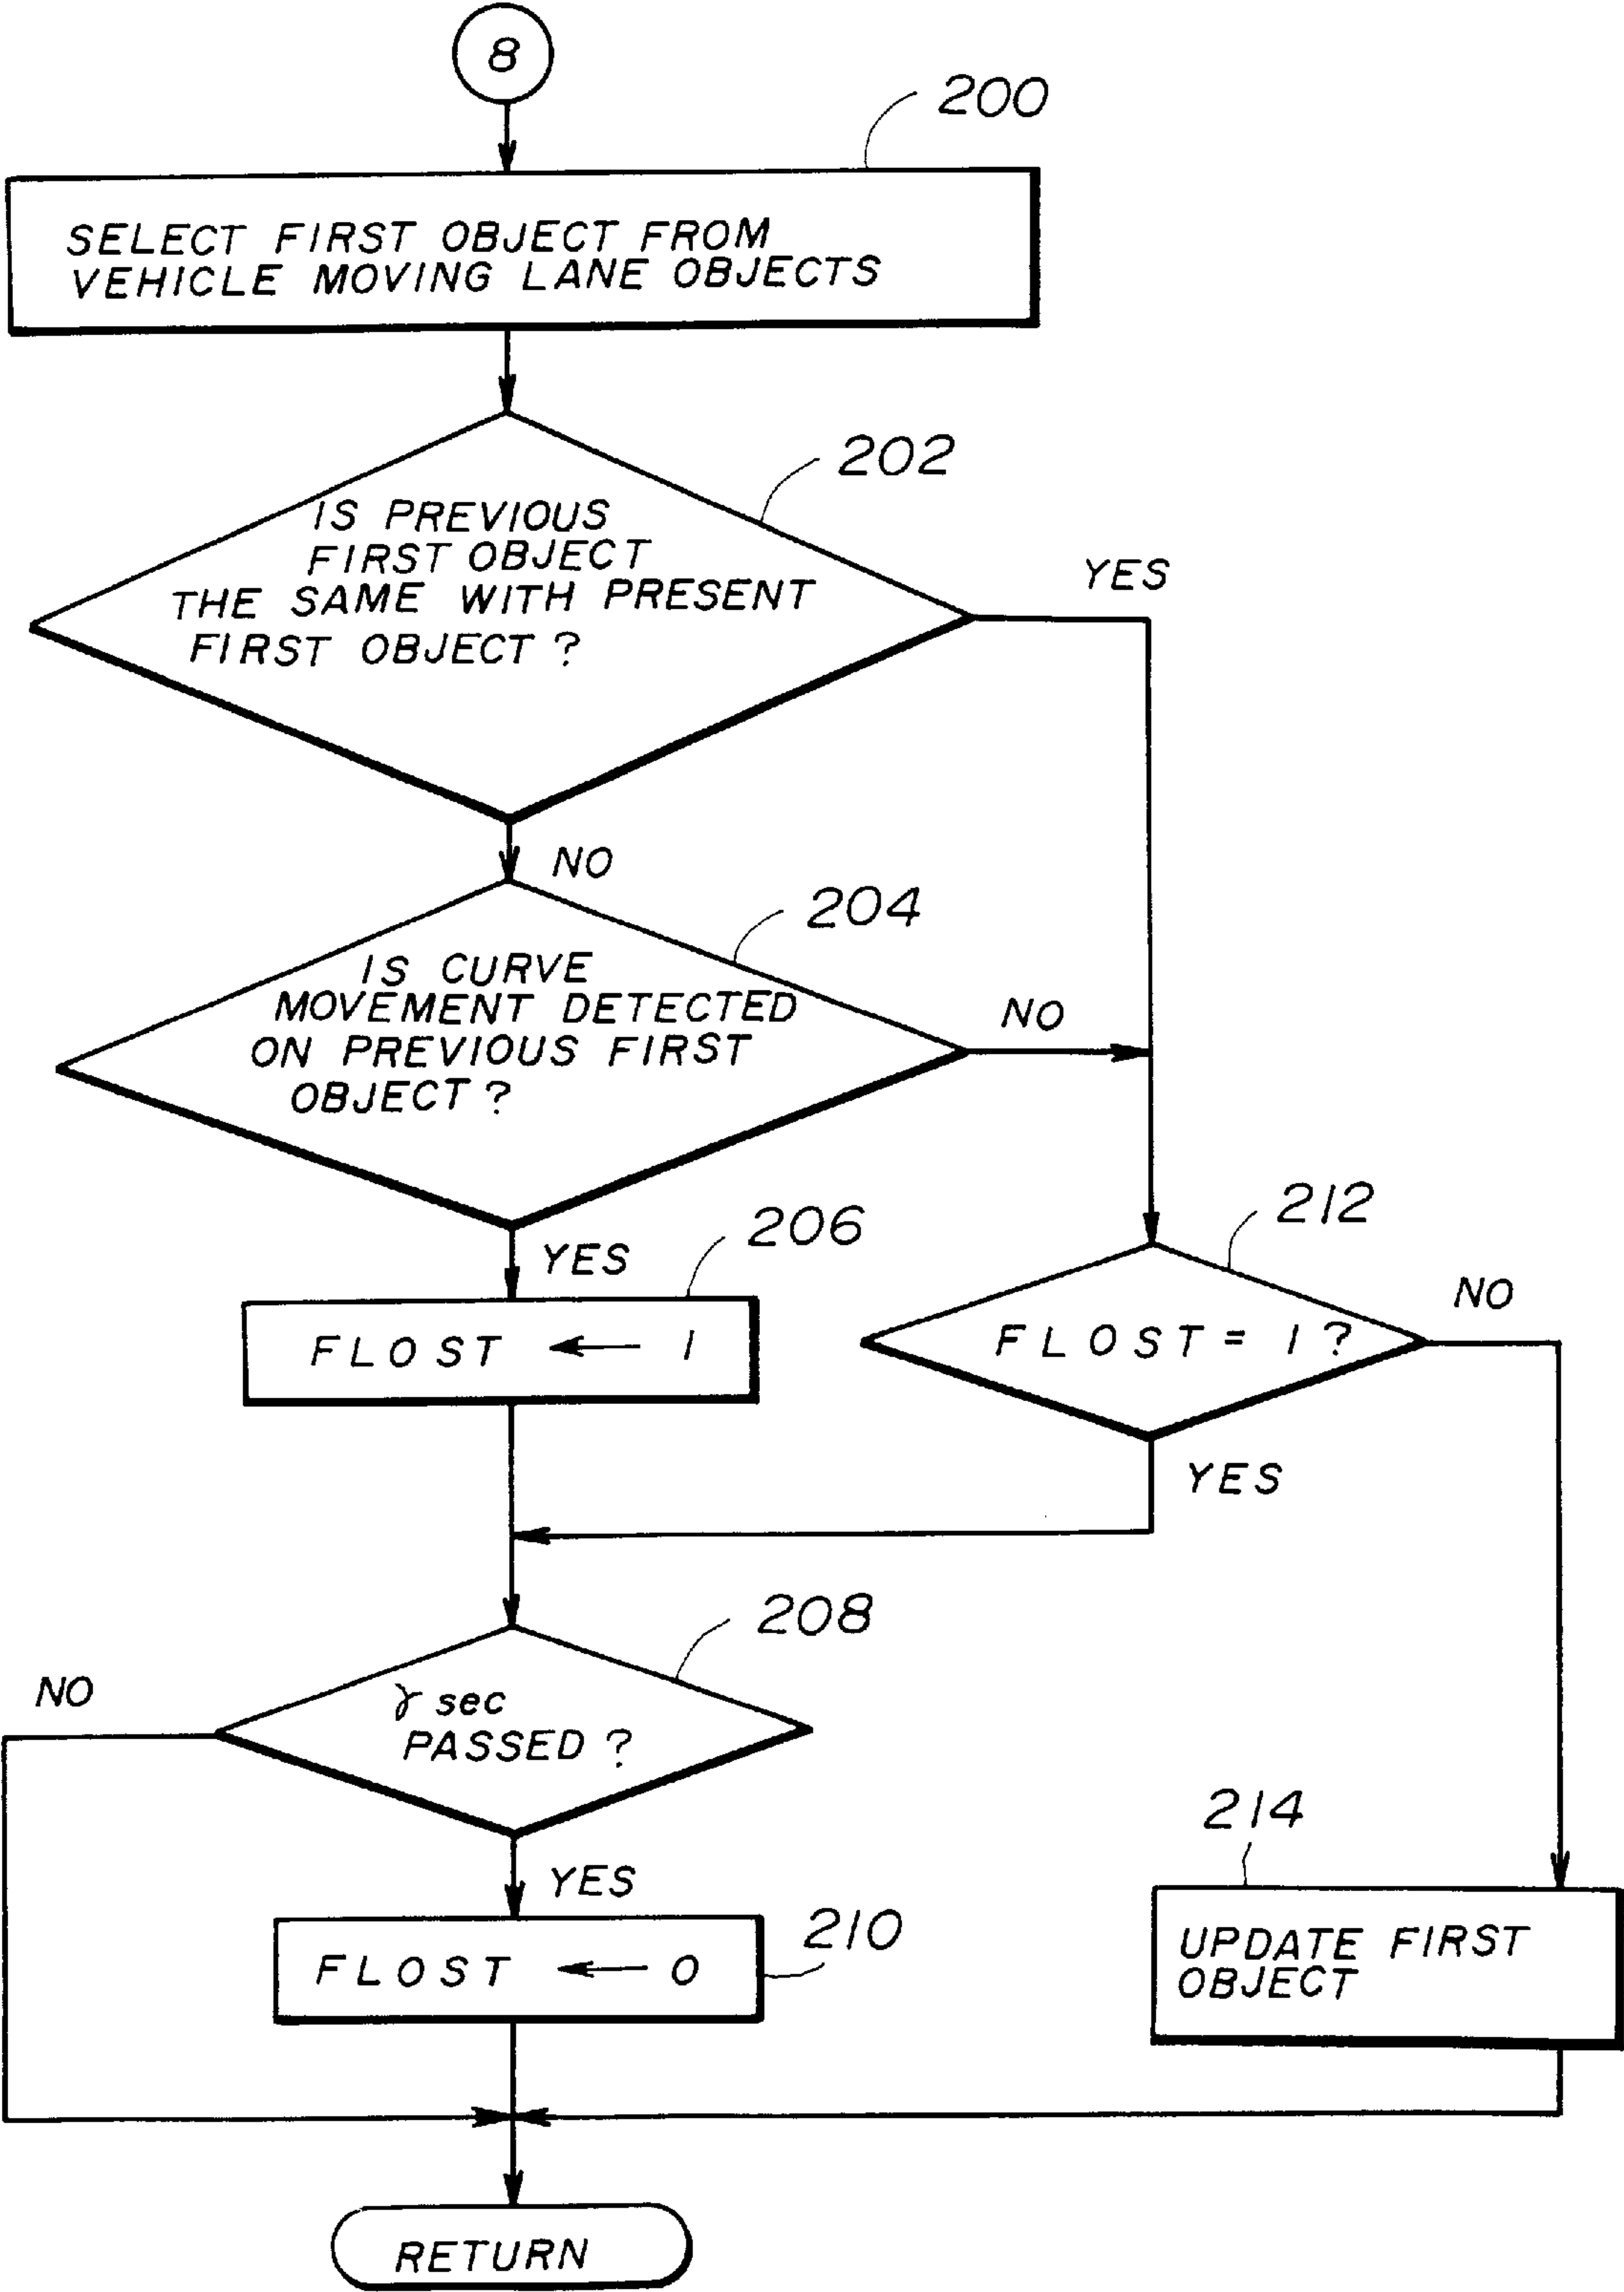 8
200
SELECT FIRST OBJECT FROM
VEHICLE MOVING LANE OBJECTS
202
IS PREVIOUS
FIRST OBJECT
THE SAME WITH PRESENT
FIRST OBJECT ?
YES
NO
204
IS CURVE
MOVEMENT DETECTED
ON PREVIOUS FIRST
OBJECT ?
NO
YES
206
FLOST ← 1
212
FLOST = 1 ?
NO
YES
208
γ sec
PASSED ?
NO
YES
210
FLOST ← 0
214
UPDATE FIRST
OBJECT
RETURN